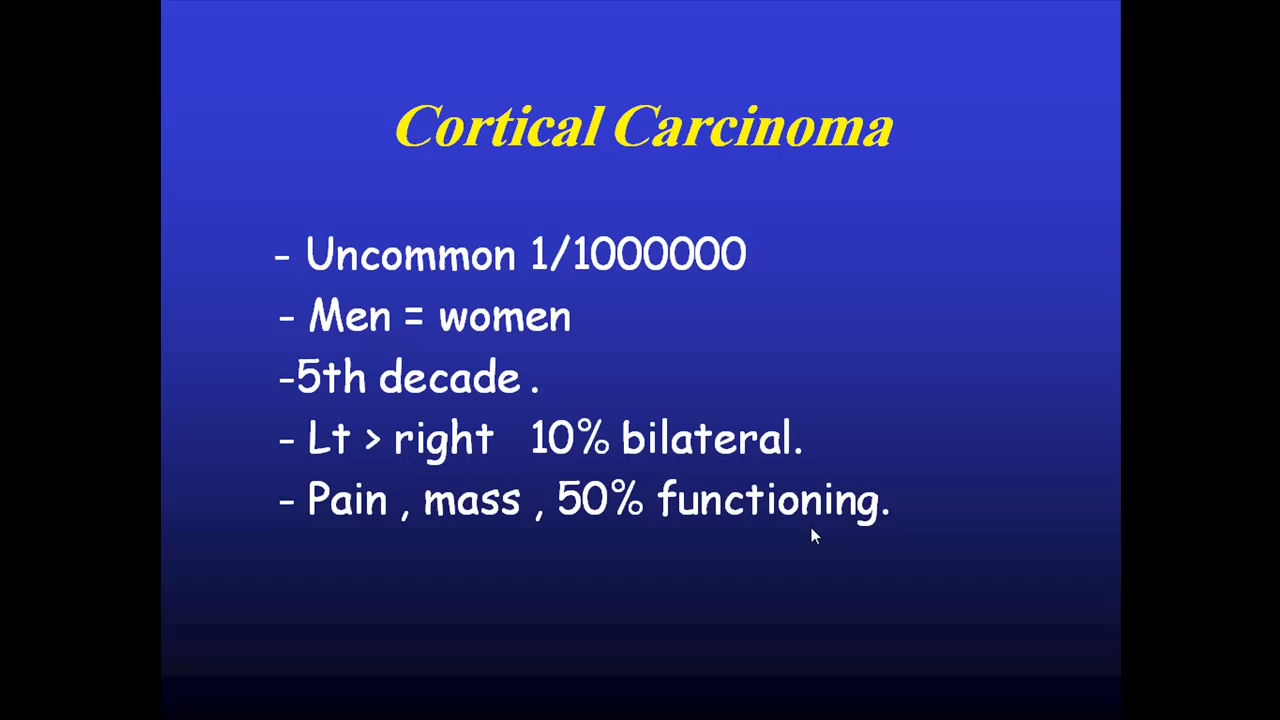 Cortical Carcinoma
- Uncommon 1/1000000
- Men = women
-5th decade .
- Lt > right 10% bilateral.
- Pain , mass , 50% functioning.